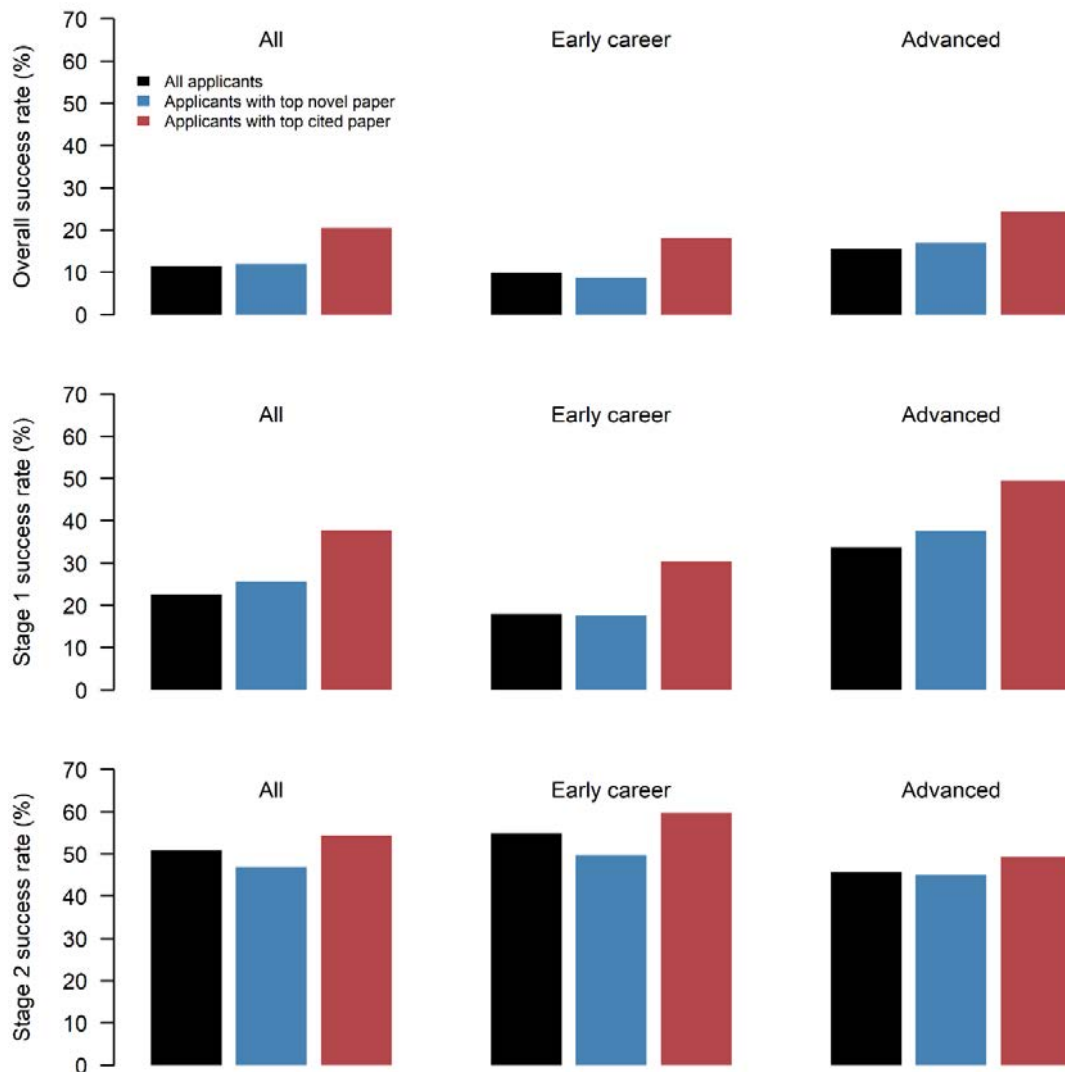 Overall success rate (%)
70
60
50
40
30
20
10
0
All
Early career
Advanced
All applicants
Applicants with top novel paper
Applicants with top cited paper
Stage 1 success rate (%)
70
60
50
40
30
20
10
0
All
Early career
Advanced
Stage 2 success rate (%)
70
60
50
40
30
20
10
0
All
Early career
Advanced